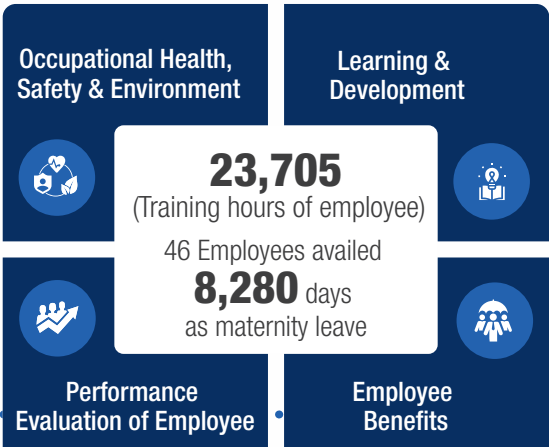 Occupational Health,
Safety & Environment
Learning &
Development
23,705
(Training hours of employee)
46 Employees availed
8,280 days
as maternity leave
Performance
Evaluation of Employee
Employee
Benefits